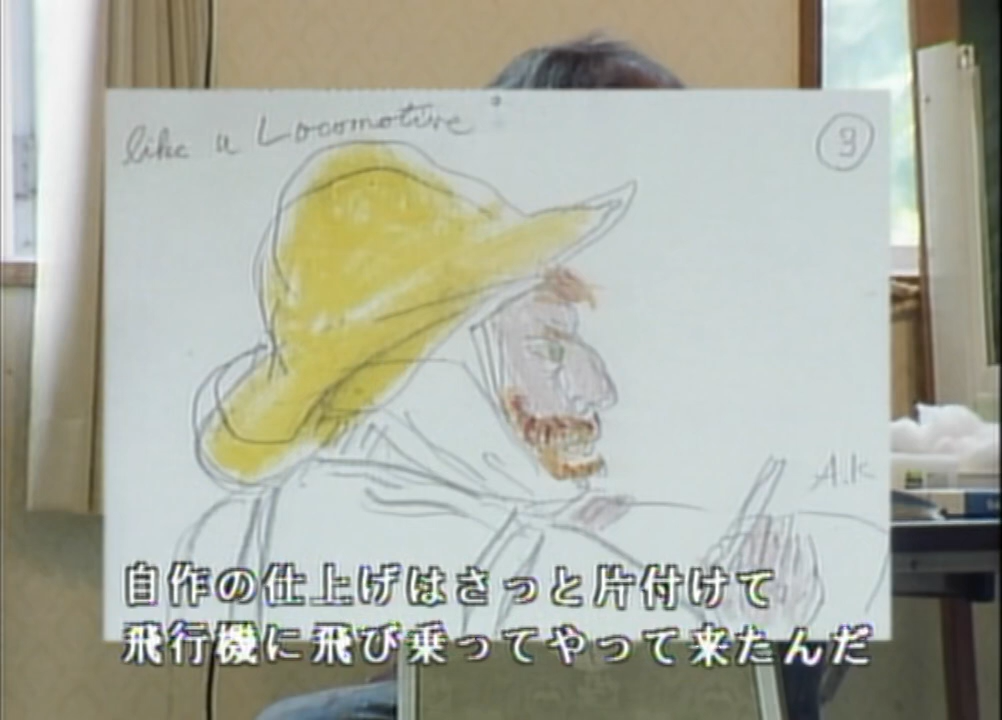 like a Locomotive
3
A.K
自作の仕上げはさっと片付けて
飛行機に飛び乗ってやって来たんだ